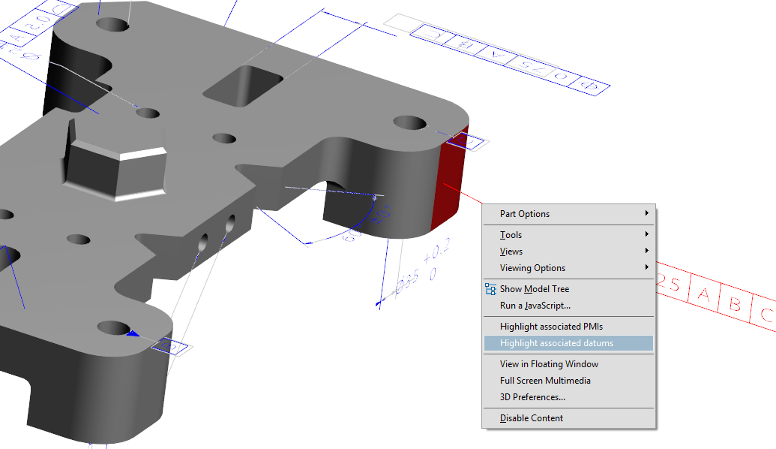 Part Options
Tools
Views
Viewing Options
Show Model Tree
Run a JavaScript...
Highlight associated PMIs
Highlight associated datums
View in Floating Window
Full Screen Multimedia
3D Preferences...
Disable Content
25 A B C
Ø35 +0.2
0